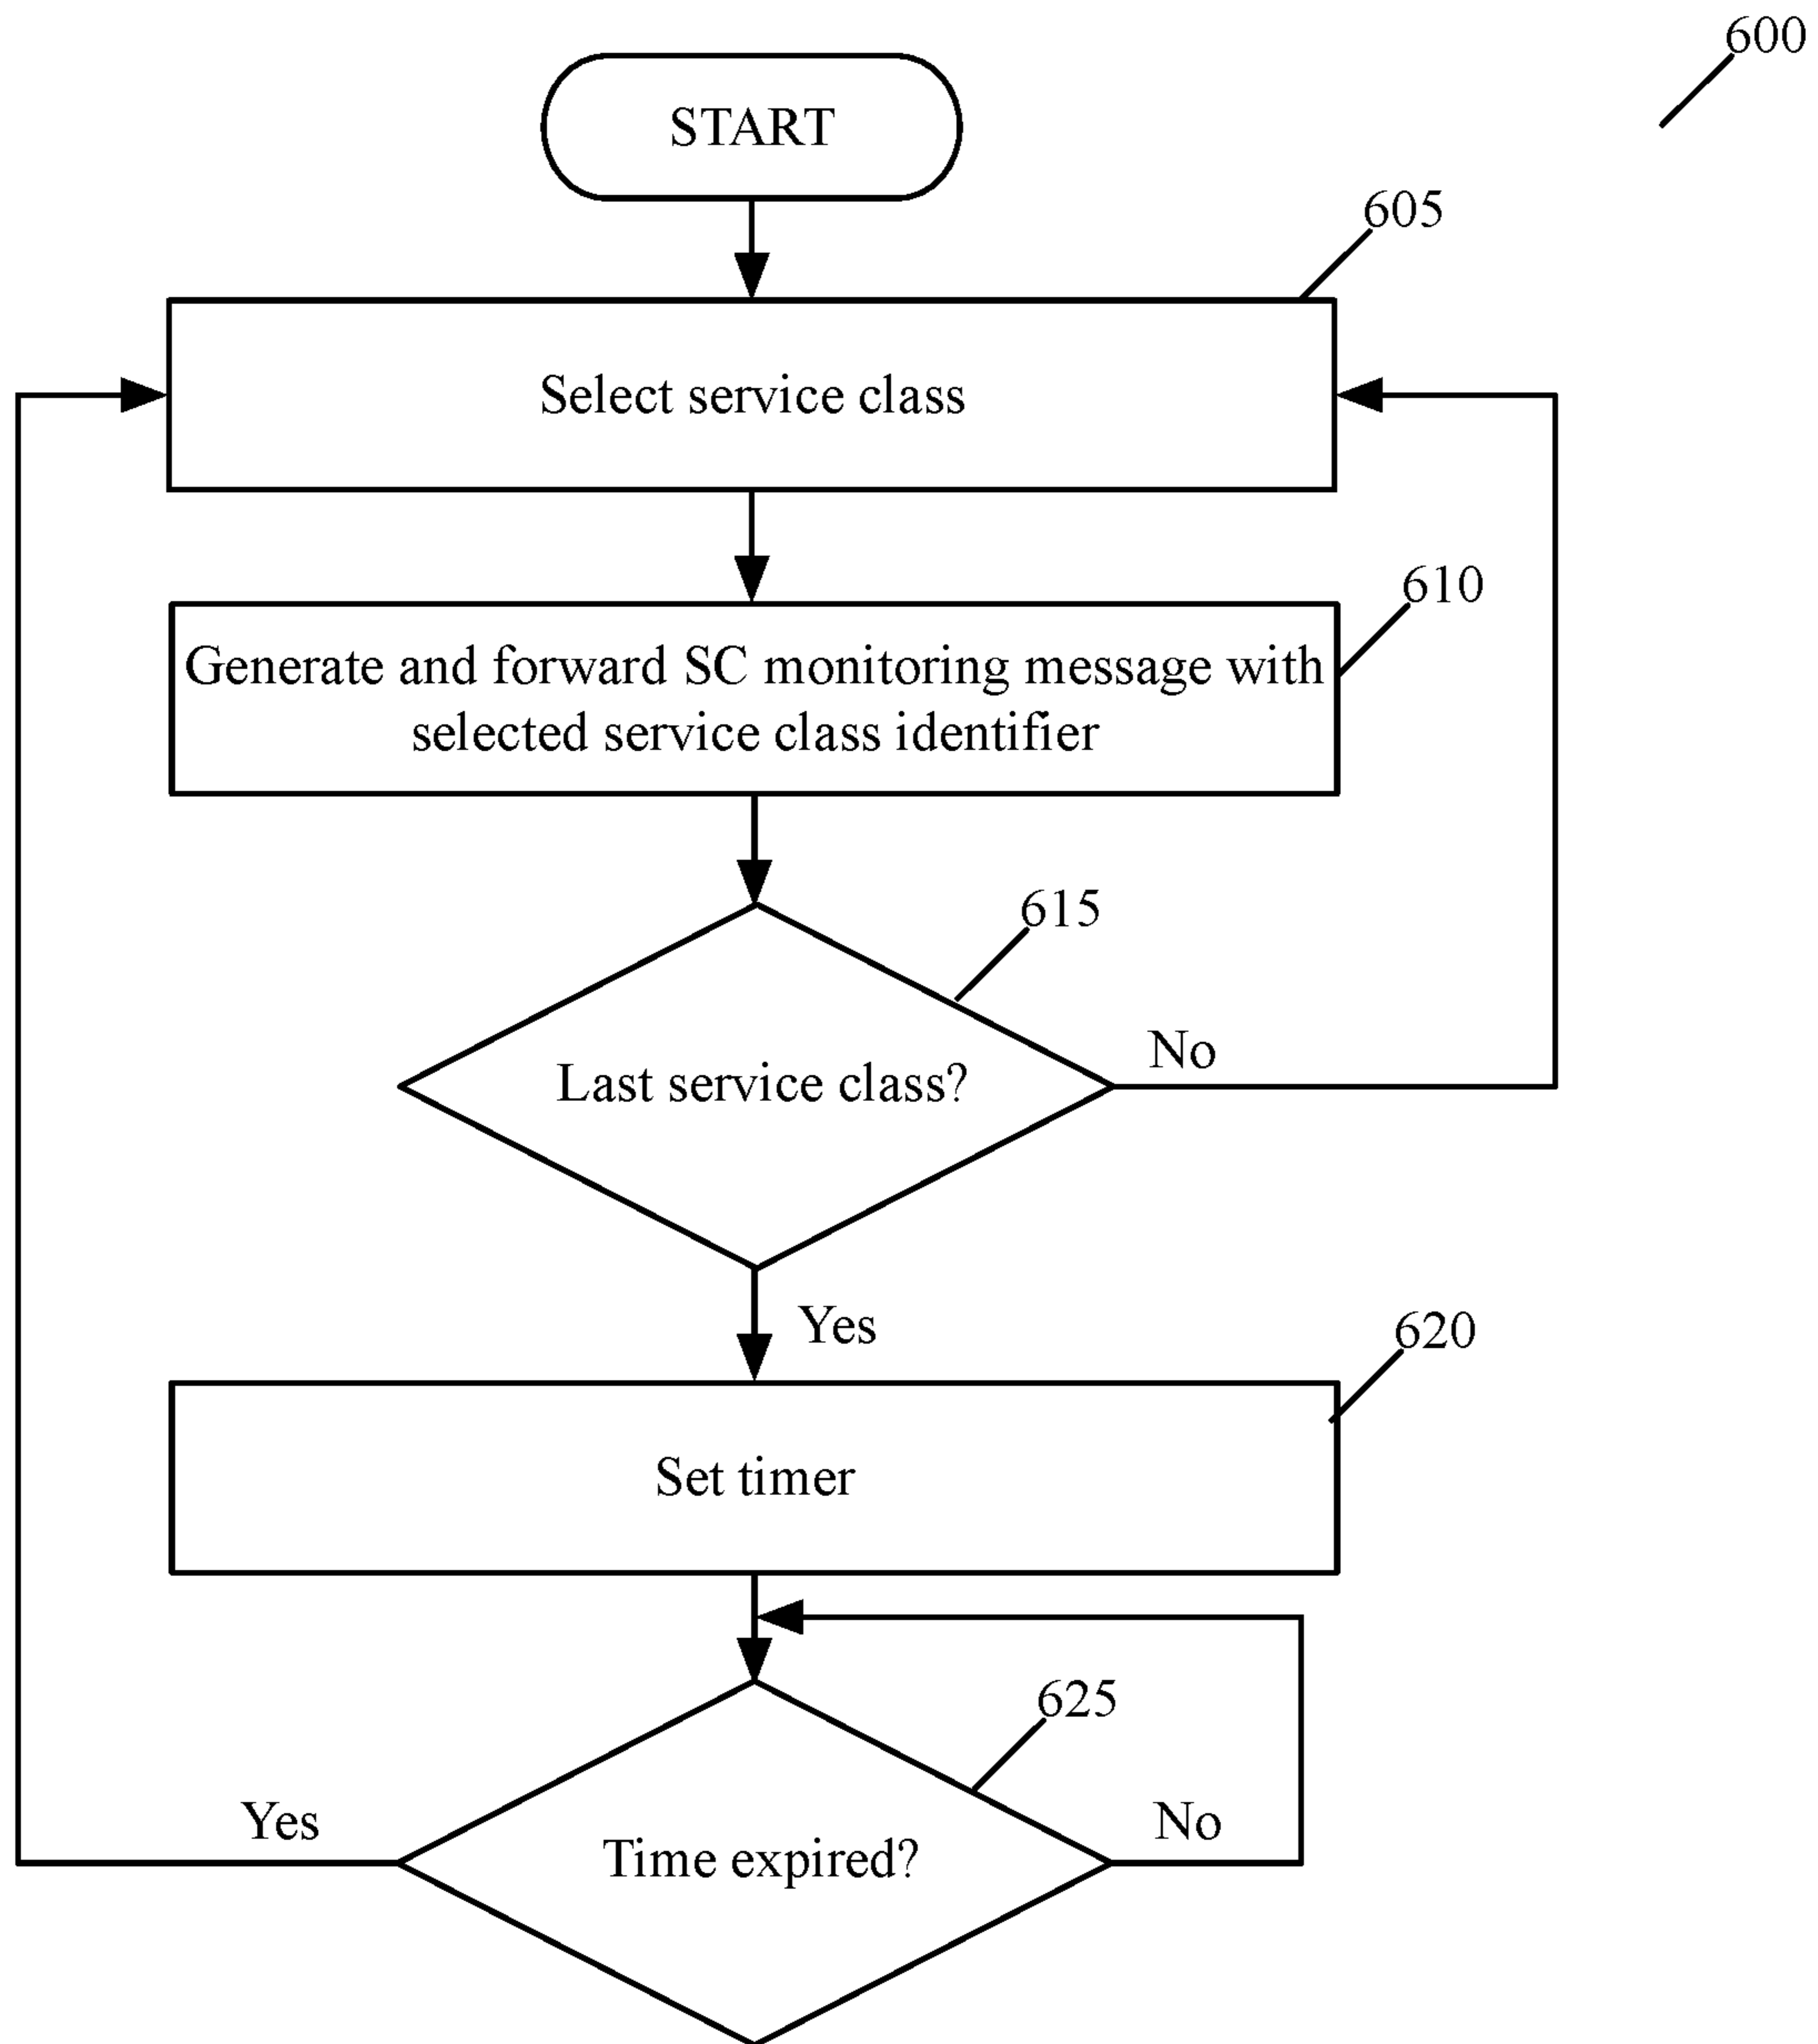 600
START
605
Select service class
610
Generate and forward SC monitoring message with
selected service class identifier
615
Last service class?
No
Yes
620
Set timer
625
Yes
No
Time expired?